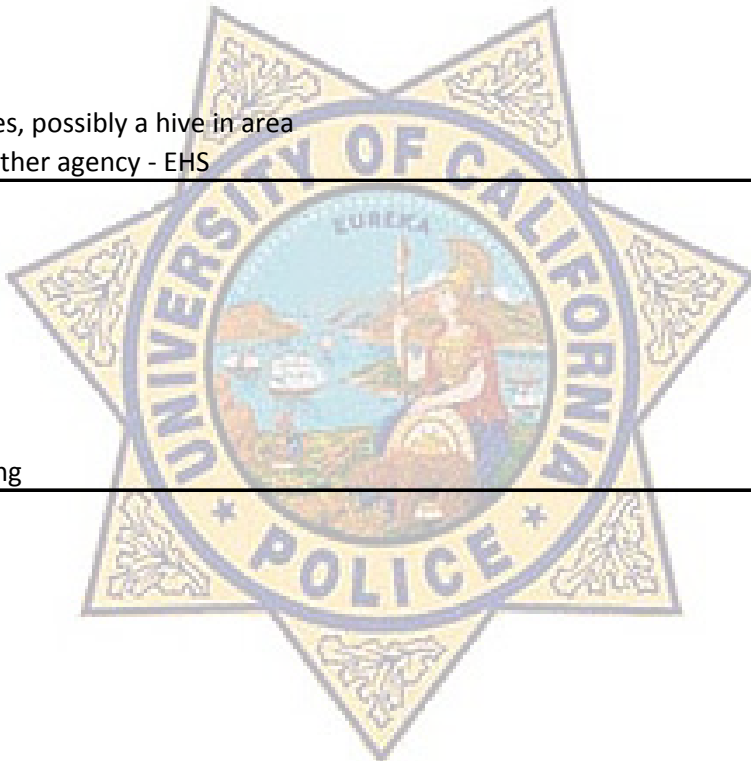 es, possibly a hive in area
ther agency - EHS
UNIVERSITY OF CALIFORNIA
EUREKA
ng
* POLICE *